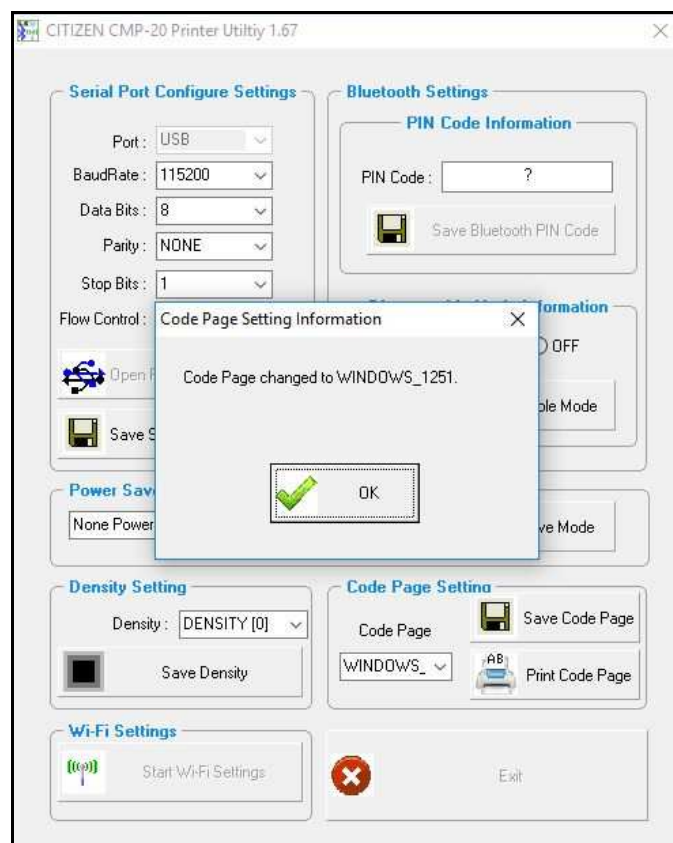 CITIZEN CMP-20 Printer Utiltiy 1.67
Serial Port Configure Settings
Port : USB
BaudRate : 115200
Data Bits : 8
Parity : NONE
Stop Bits : 1
Flow Control :
Open
Save S
Bluetooth Settings
PIN Code Information
PIN Code : ?
Save Bluetooth PIN Code
formation
OFF
ble Mode
Code Page Setting Information
Code Page changed to WINDOWS_1251.
OK
Power Sav
None Power
ve Mode
Density Setting
Density : DENSITY [0]
Save Density
Code Page Setting
Code Page
WINDOWS_
Save Code Page
AB
Print Code Page
Wi-Fi Settings
Start Wi-Fi Settings
Exit